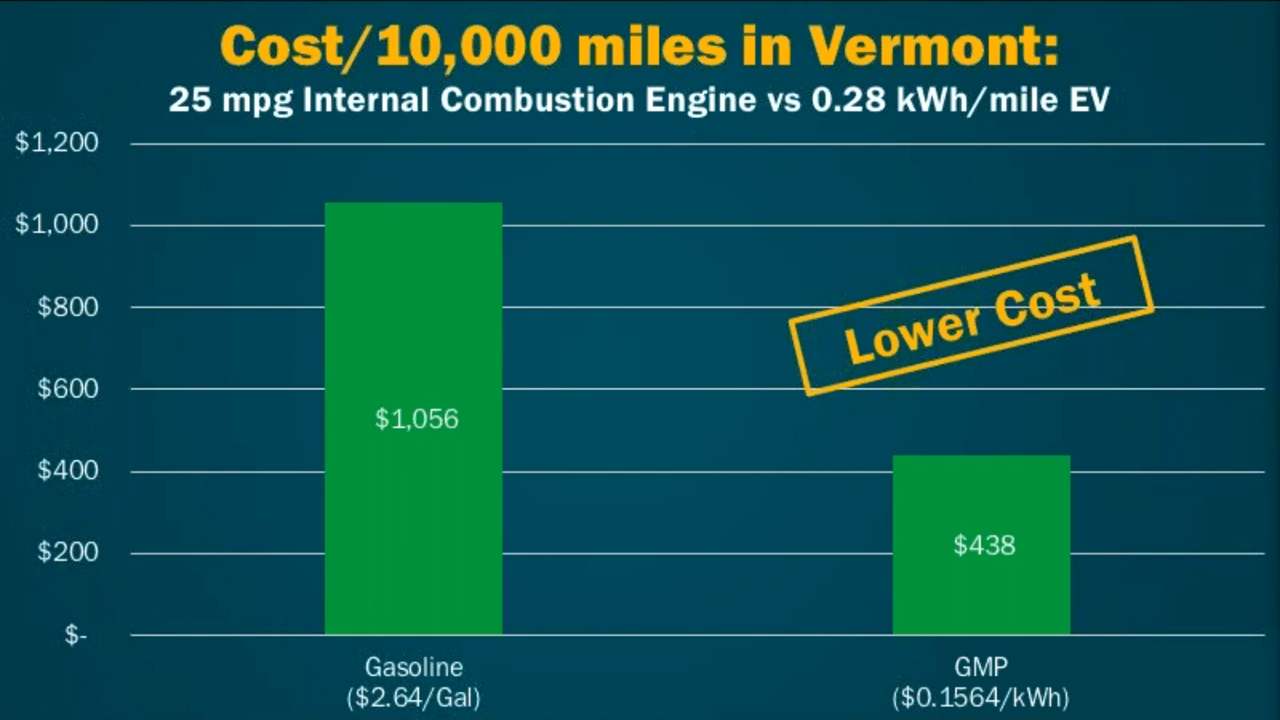 Cost/10,000 miles in Vermont:
25 mpg Internal Combustion Engine vs 0.28 kWh/mile EV
$1,200
$1,000
$800
$600
$400
$200
$-
Lower Cost
$1,056
$438
Gasoline
($2.64/Gal)
GMP
($0.1564/kWh)